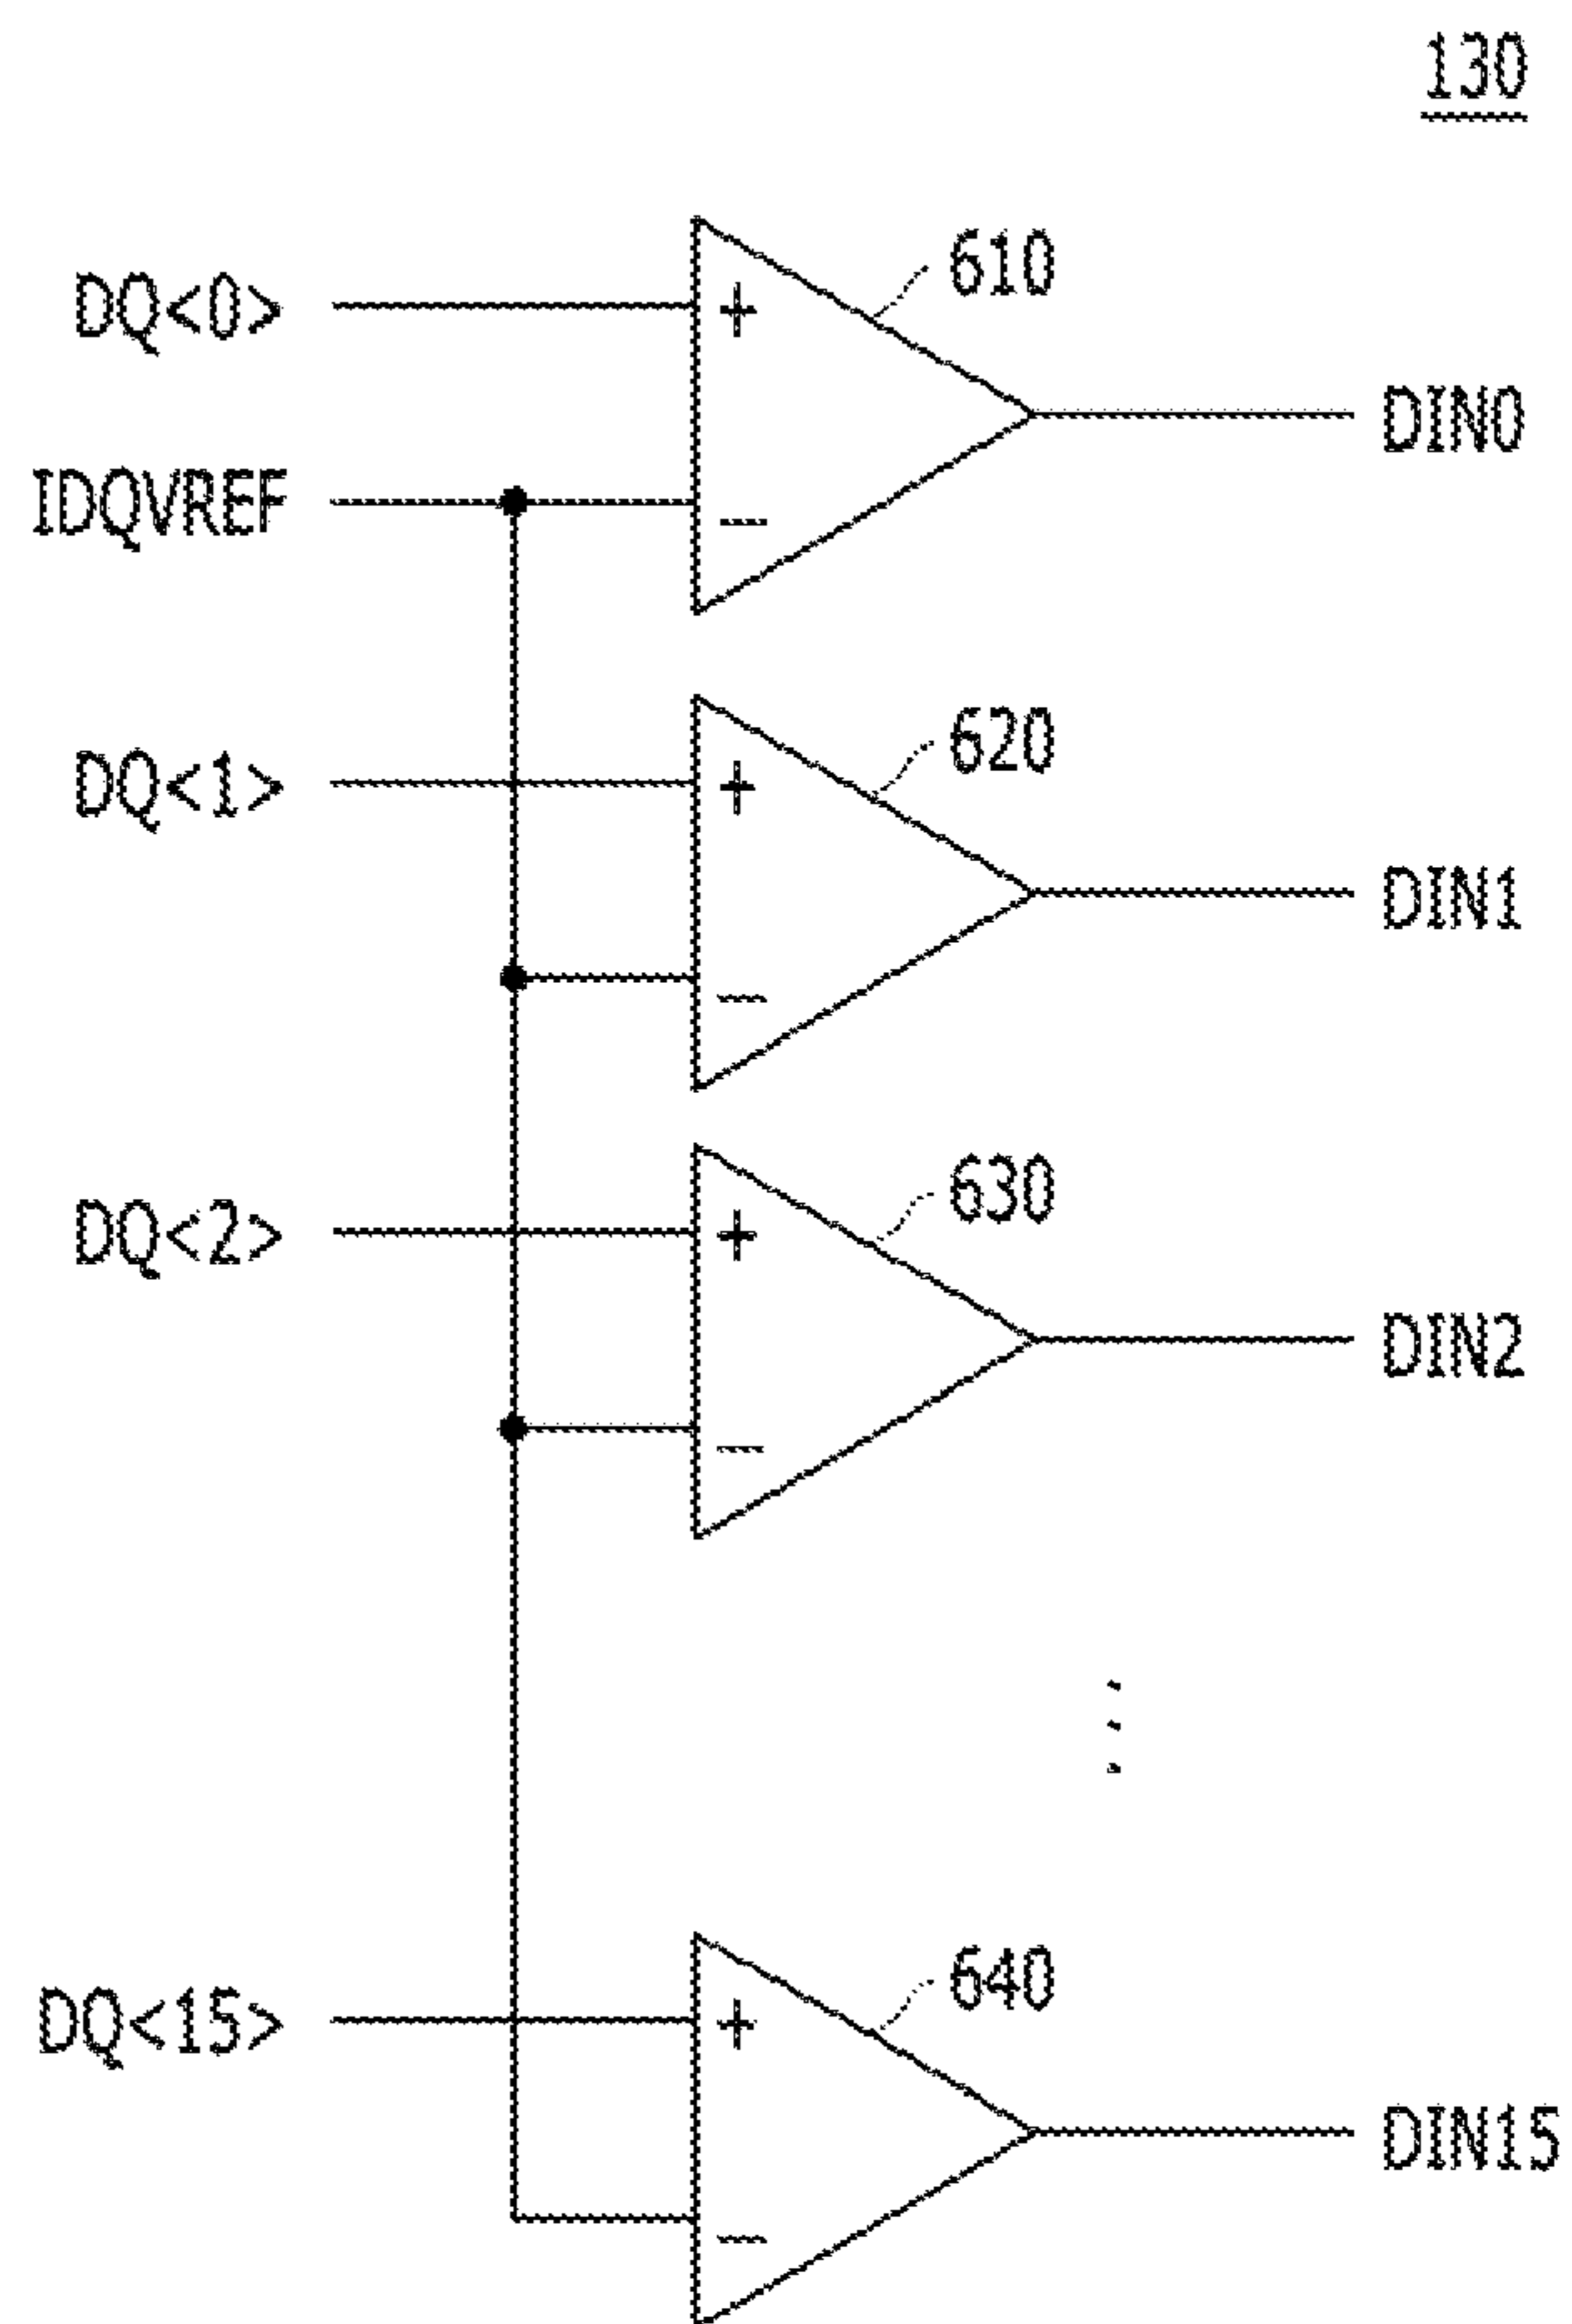 130
610
DQ<0>
+
DIN0
IDQVREF
−
620
DQ<1>
+
DIN1
−
630
DQ<2>
+
DIN2
−
640
DQ<15>
+
DIN15
−